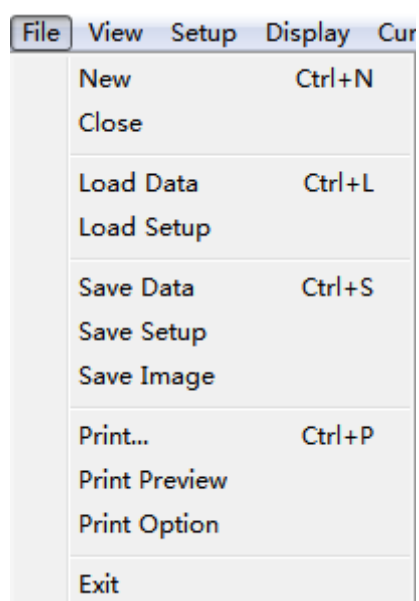 File View Setup Display Cur
New Ctrl+N
Close
Load Data Ctrl+L
Load Setup
Save Data Ctrl+S
Save Setup
Save Image
Print... Ctrl+P
Print Preview
Print Option
Exit